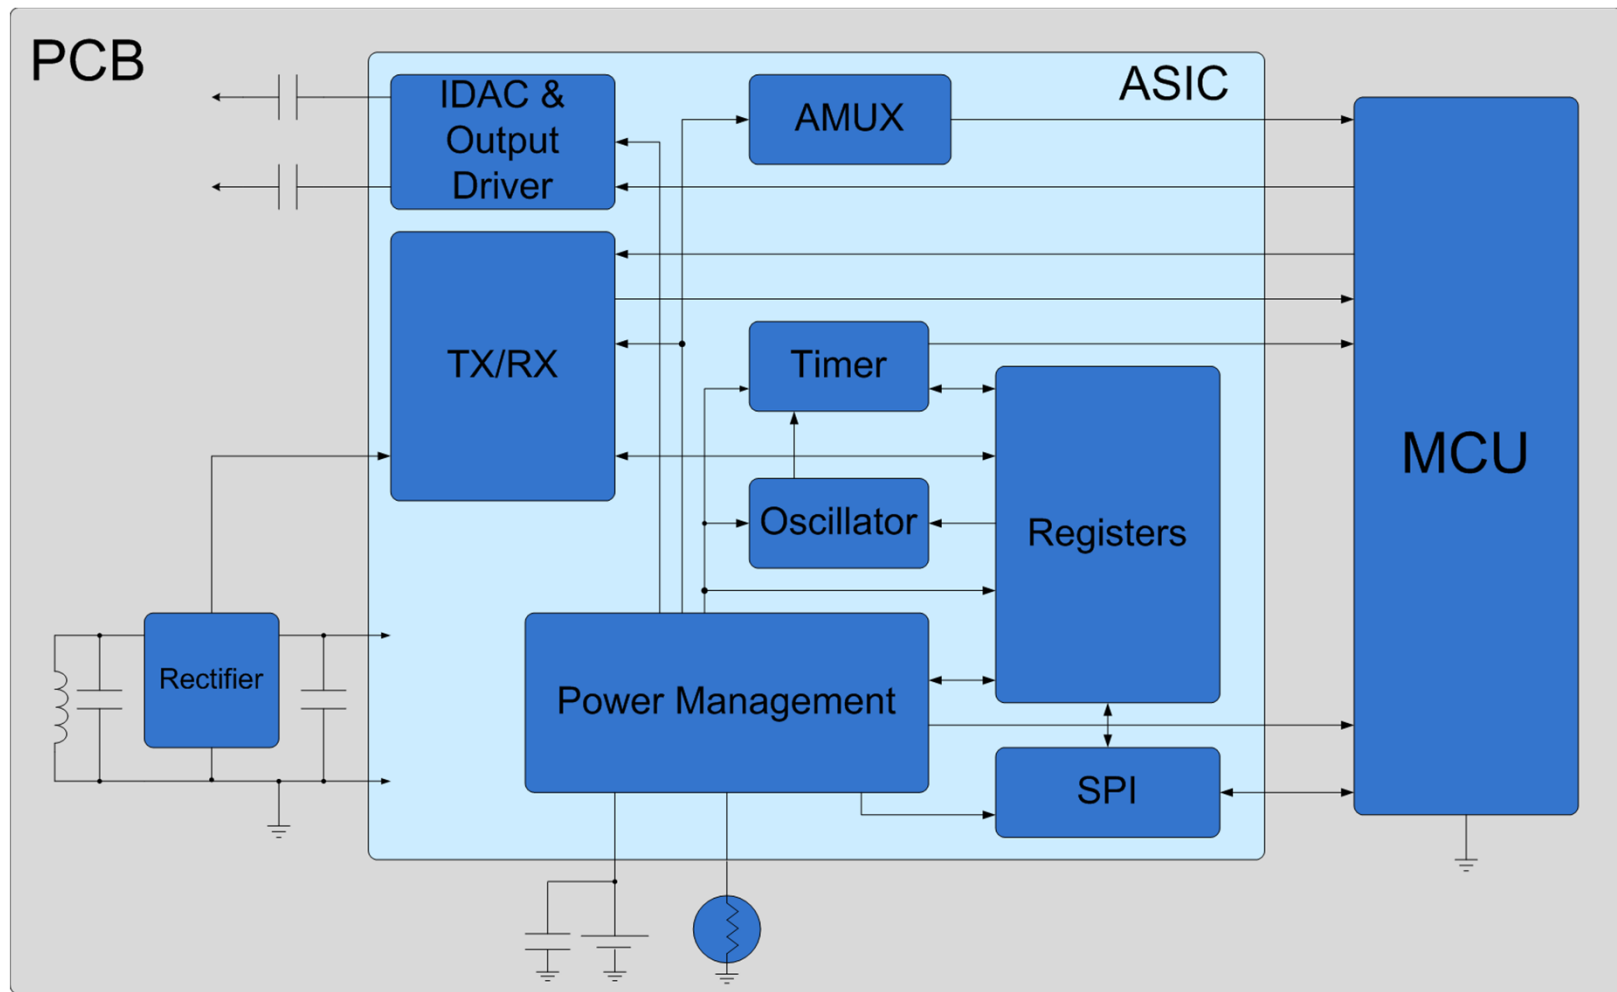 PCB
ASIC
IDAC &
Output
Driver
AMUX
TX/RX
Timer
MCU
Oscillator
Registers
Rectifier
Power Management
SPI